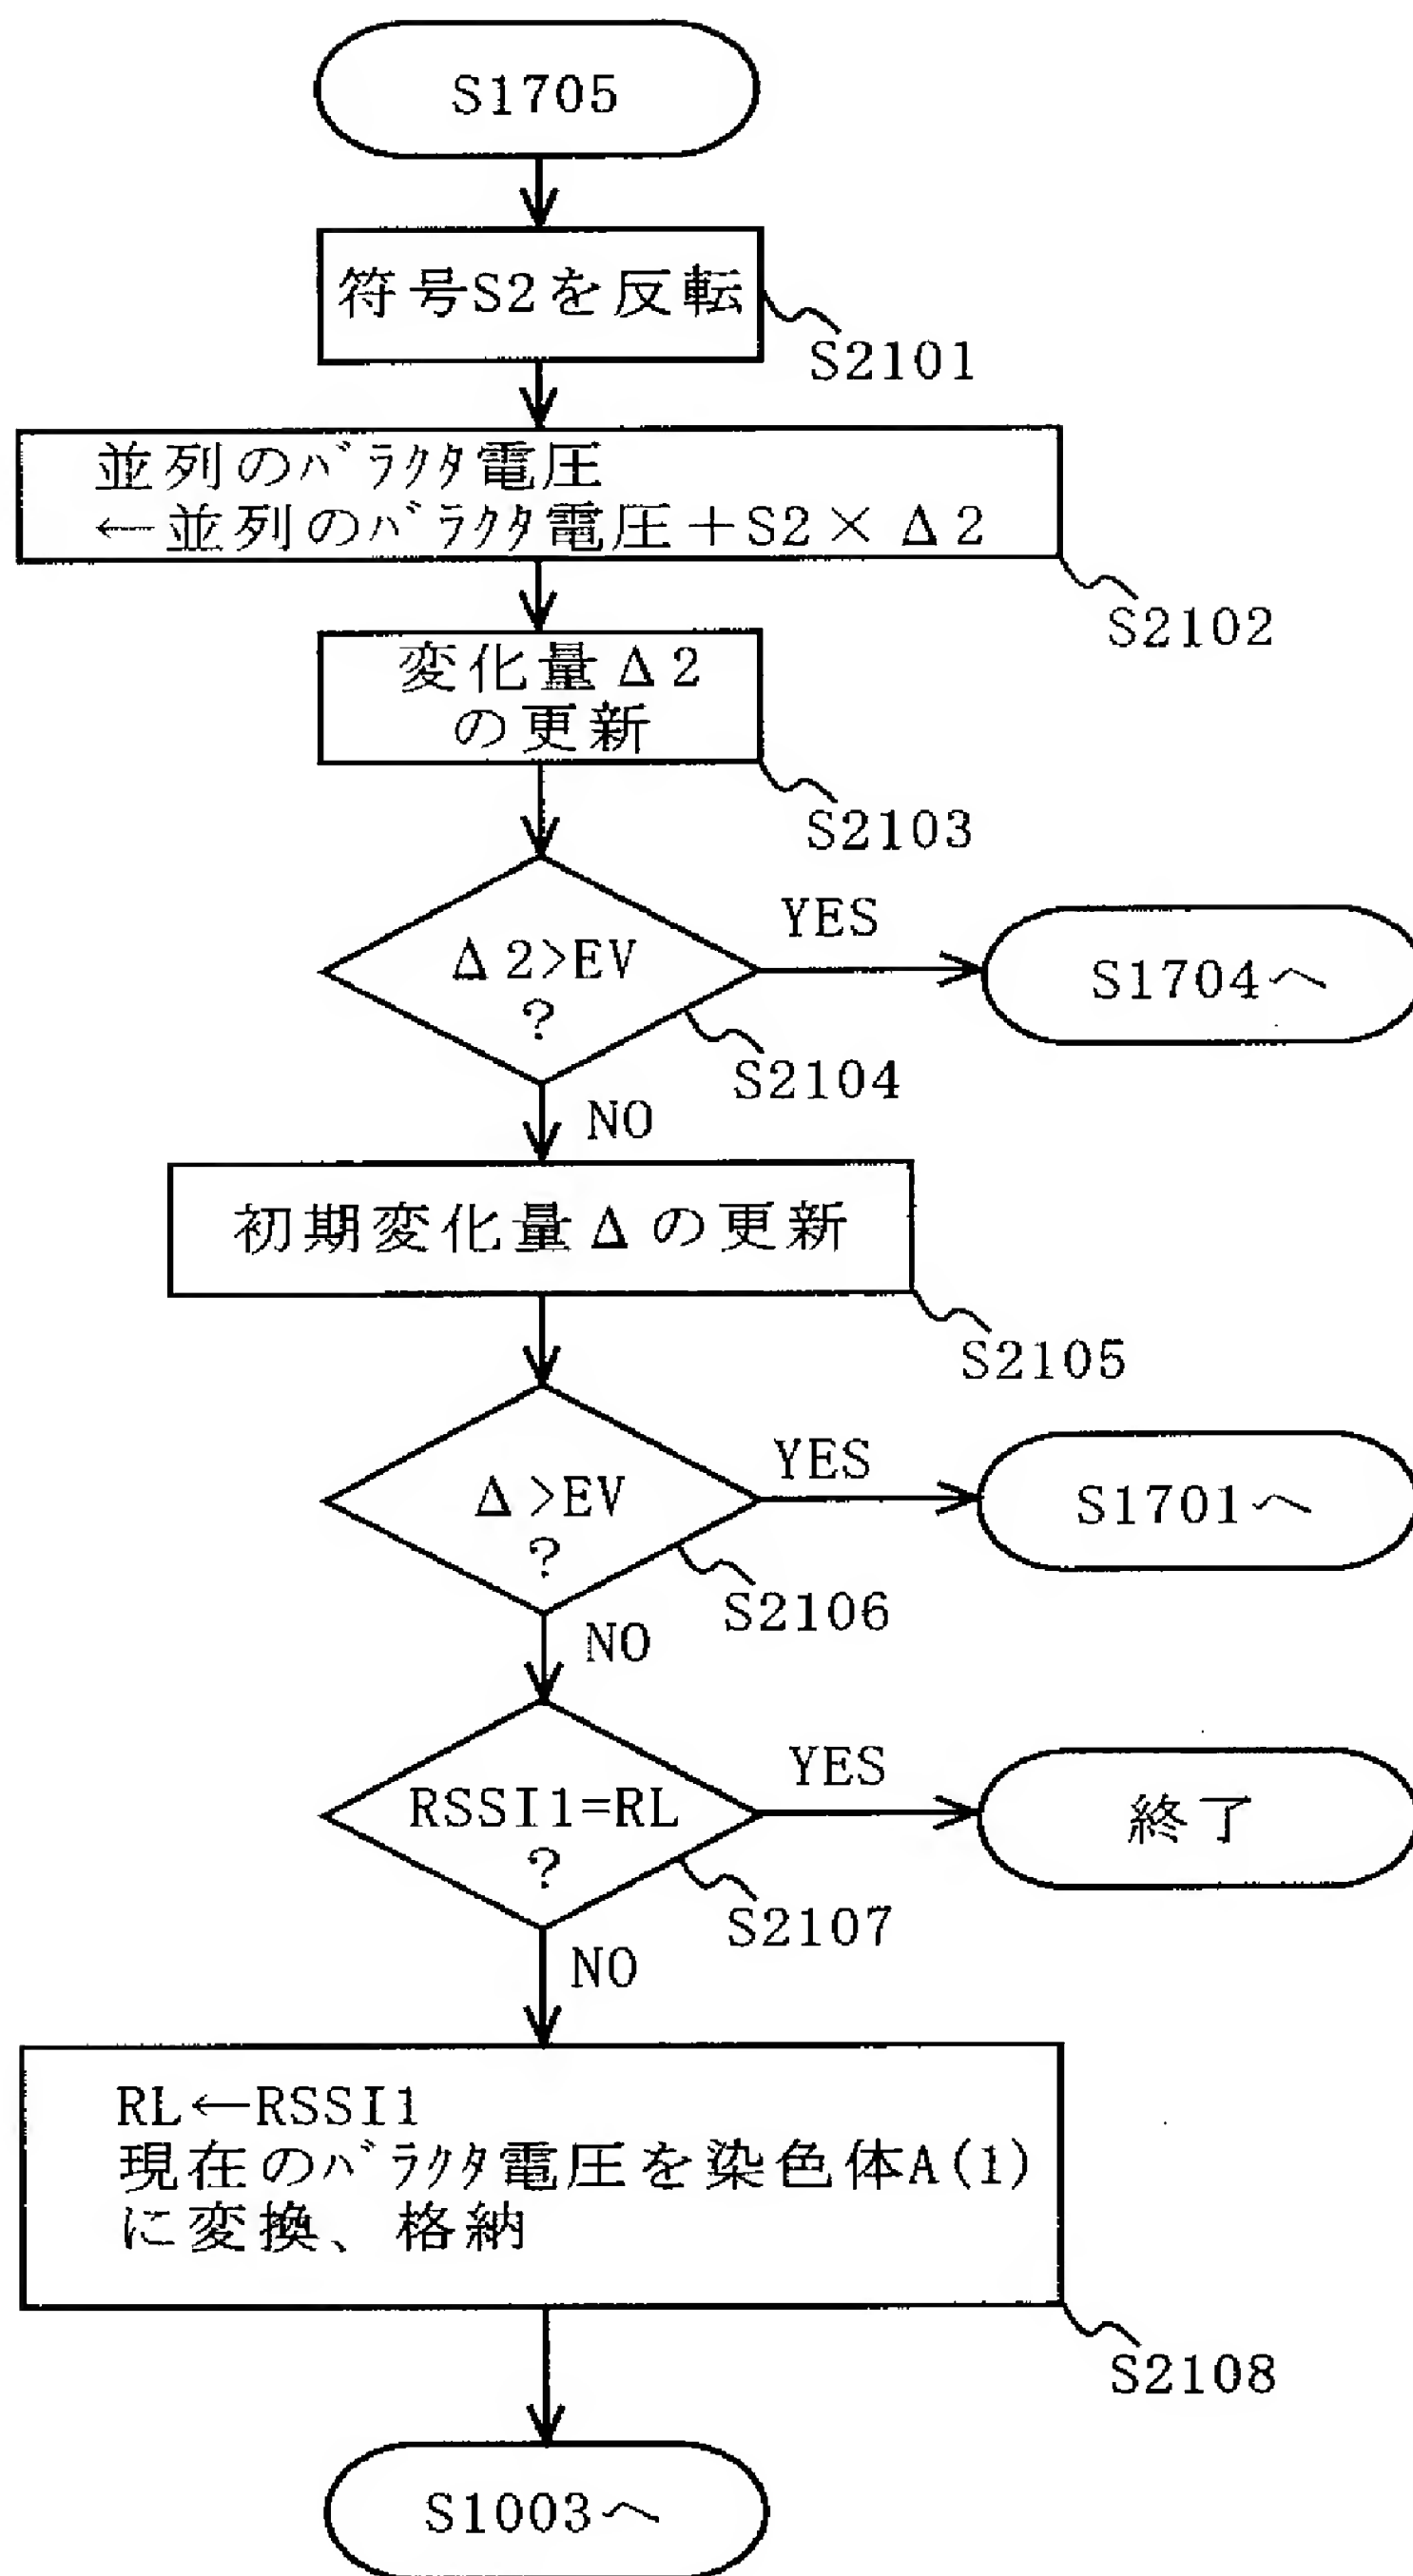 S1705
符号S2を反転
S2101
並列のﾊﾞﾗｸﾀ電圧
←並列のﾊﾞﾗｸﾀ電圧+S2×Δ2
S2102
変化量Δ2
の更新
S2103
Δ2>EV
?
YES
S1704へ
S2104
NO
初期変化量Δの更新
S2105
Δ>EV
?
YES
S1701へ
S2106
NO
RSSI1=RL
?
YES
終了
S2107
NO
RL←RSSI1
現在のﾊﾞﾗｸﾀ電圧を染色体A(1)
に変換、格納
S2108
S1003へ